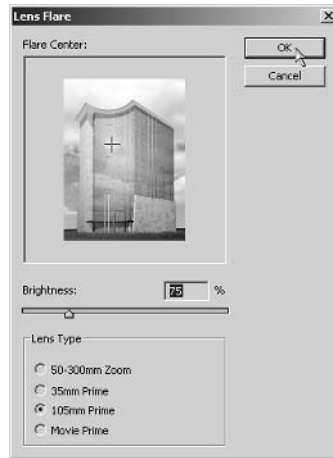 Lens Flare
Flare Center:
OK
Cancel
Brightness:
75 %
Lens Type
50-300mm Zoom
35mm Prime
105mm Prime
Movie Prime